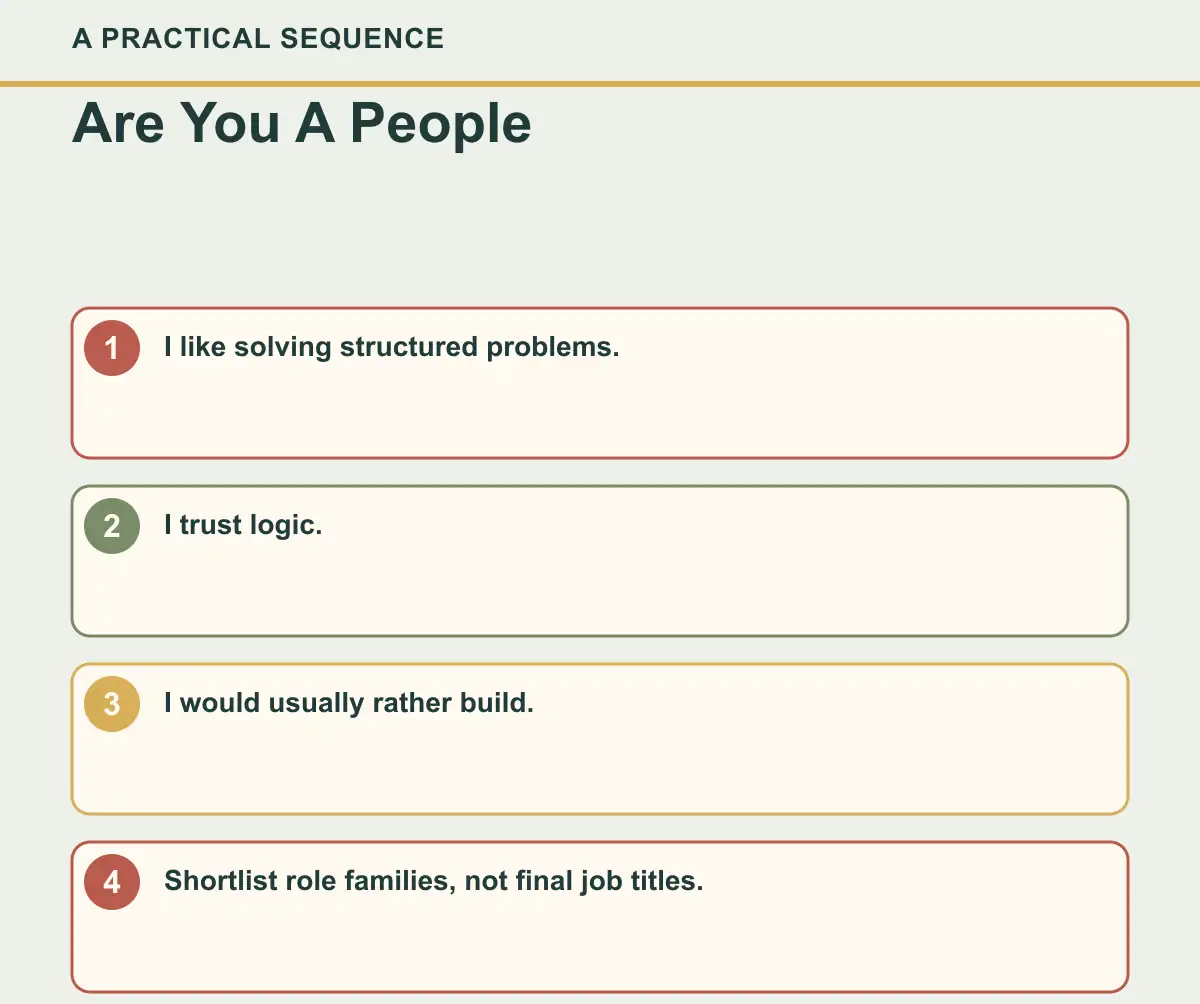 A PRACTICAL SEQUENCE
Are You A People
1
I like solving structured problems.
2
I trust logic.
3
I would usually rather build.
4
Shortlist role families, not final job titles.